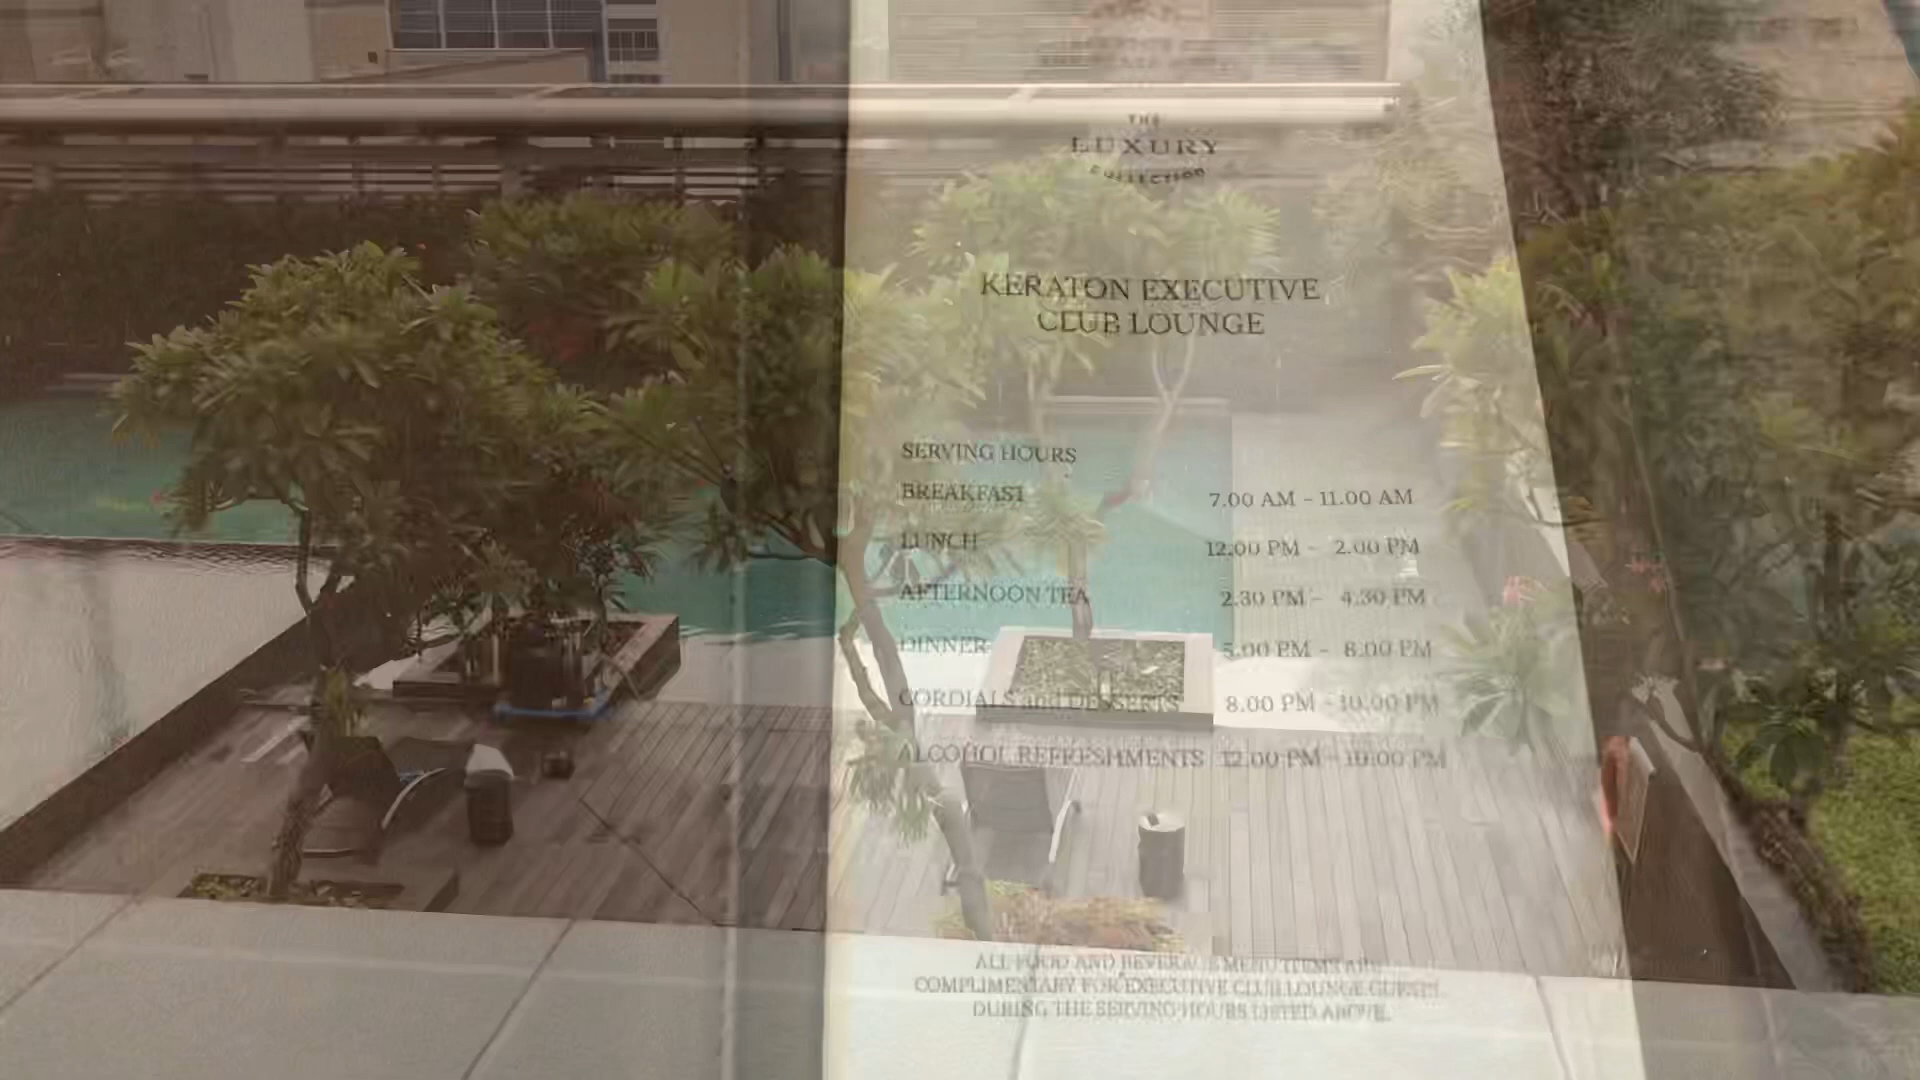 THE
LUXURY
COLLECTION
KERATON EXECUTIVE
CLUB LOUNGE
SERVING HOURS
BREAKFAST 7.00 AM - 11.00 AM
LUNCH 12.00 PM - 2.00 PM
AFTERNOON TEA 2.30 PM - 4.30 PM
DINNER 5.00 PM - 8.00 PM
CORDIALS and DESSERTS 8.00 PM - 10.00 PM
ALCOHOL REFRESHMENTS 12.00 PM - 10.00 PM
ALL FOOD AND BEVERAGE MENU ITEMS ARE
COMPLIMENTARY FOR EXECUTIVE CLUB LOUNGE GUESTS
DURING THE SERVING HOURS LISTED ABOVE.